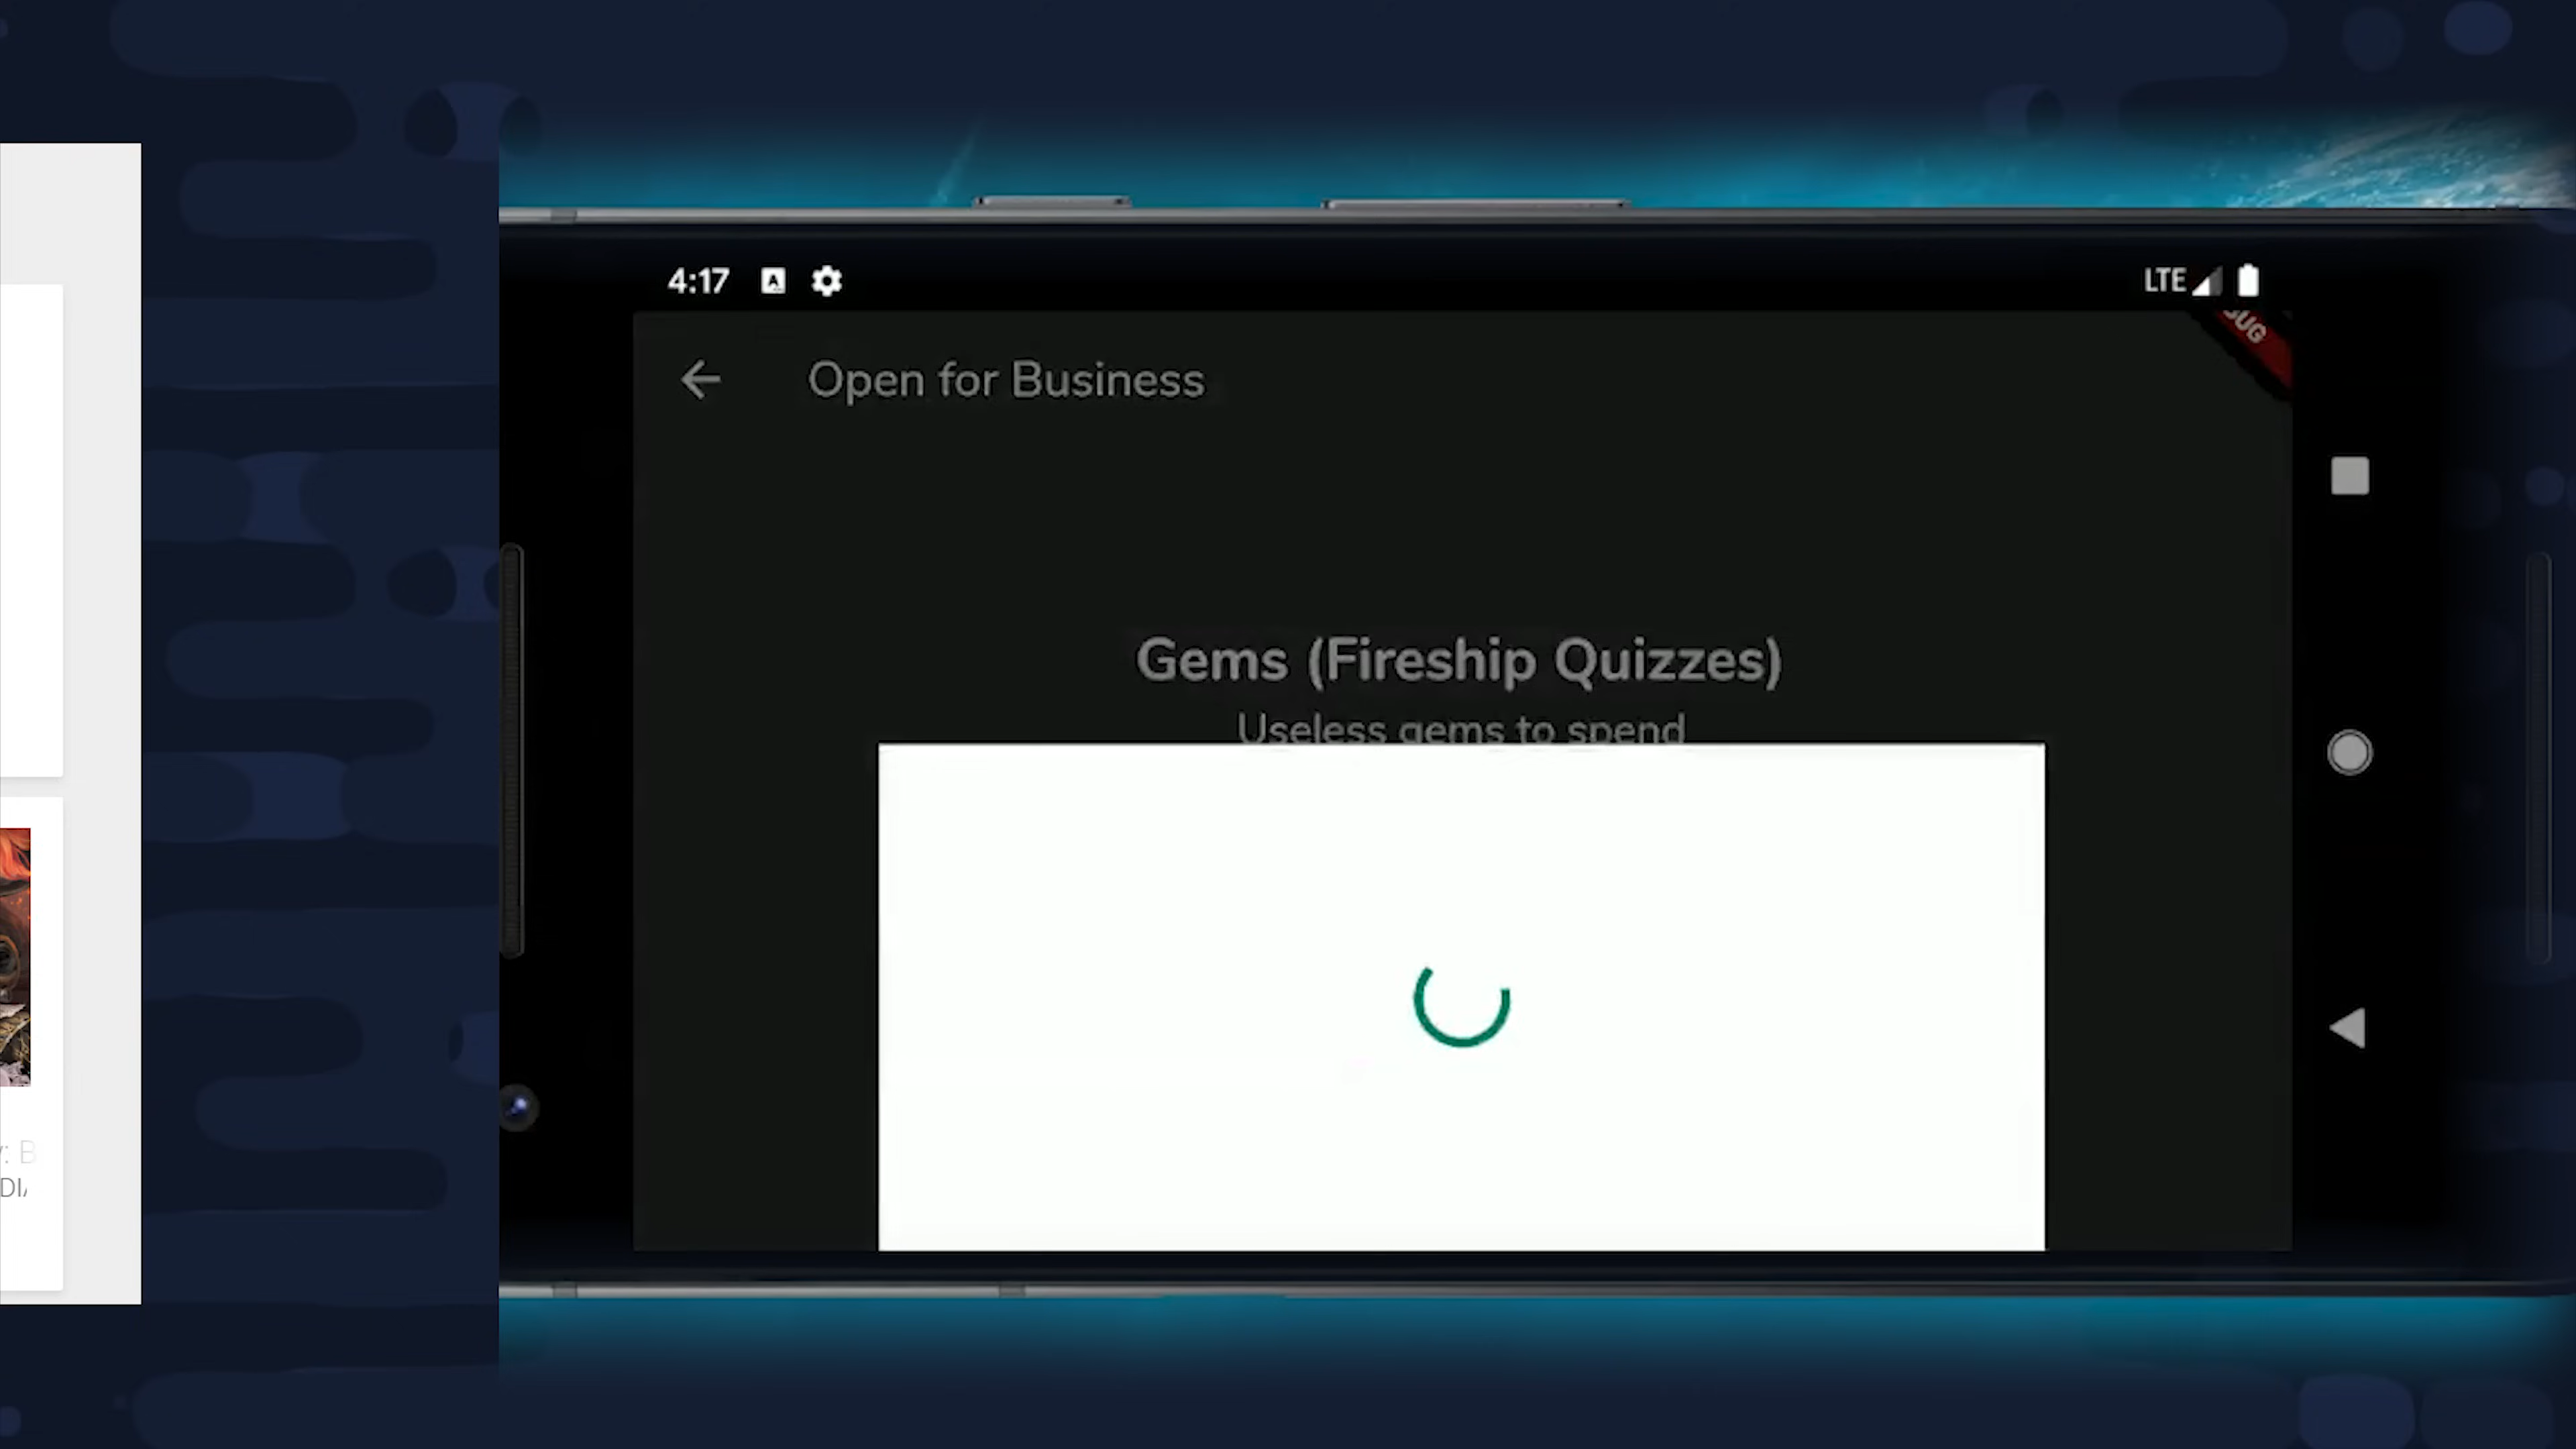 4:17
LTE
Open for Business
Gems (Fireship Quizzes)
Useless gems to spend